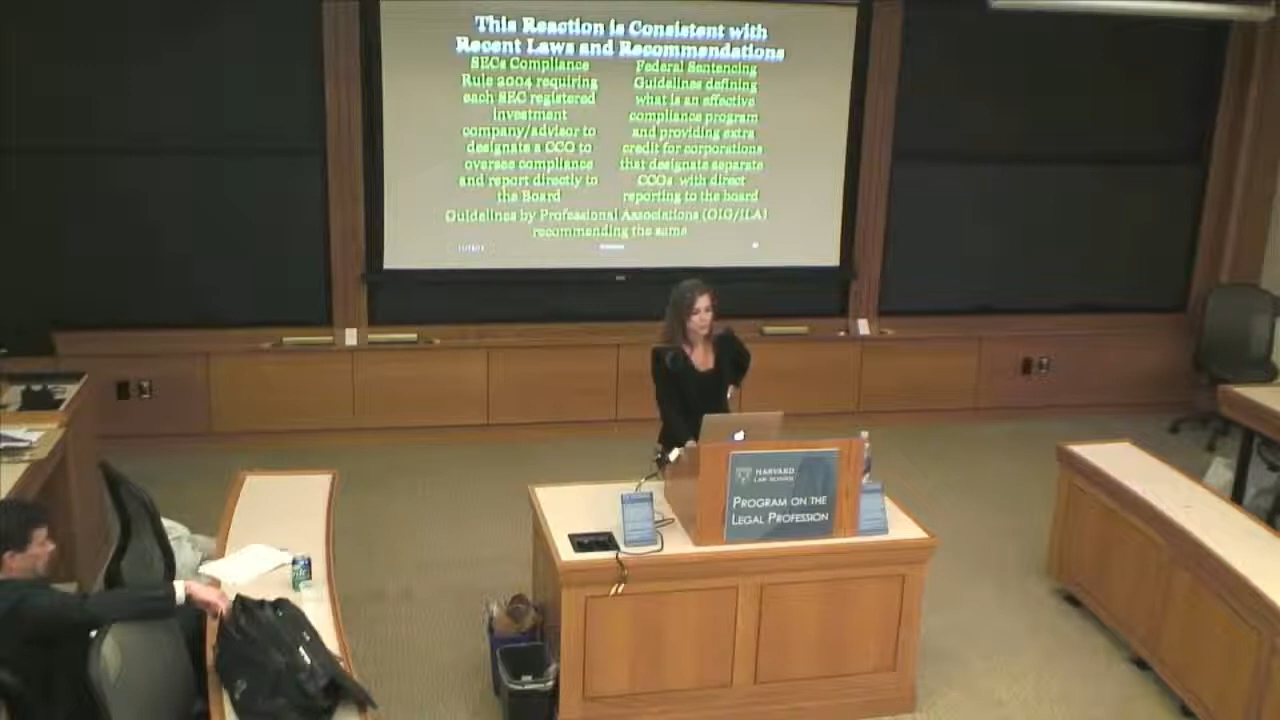 This Reaction is Consistent with
Recent Laws and Recommendations
SECs Compliance
Rule 2004 requiring
each SEC registered
investment
company/advisor to
designate a CCO to
oversee compliance
and report directly to
the Board
Federal Sentencing
Guidelines defining
what is an effective
compliance program
and providing extra
credit for corporations
that designate separate
CCOs with direct
reporting to the board
Guidelines by Professional Associations (OIG/ILA)
recommending the same
HARVARD
LAW SCHOOL
PROGRAM ON THE
LEGAL PROFESSION